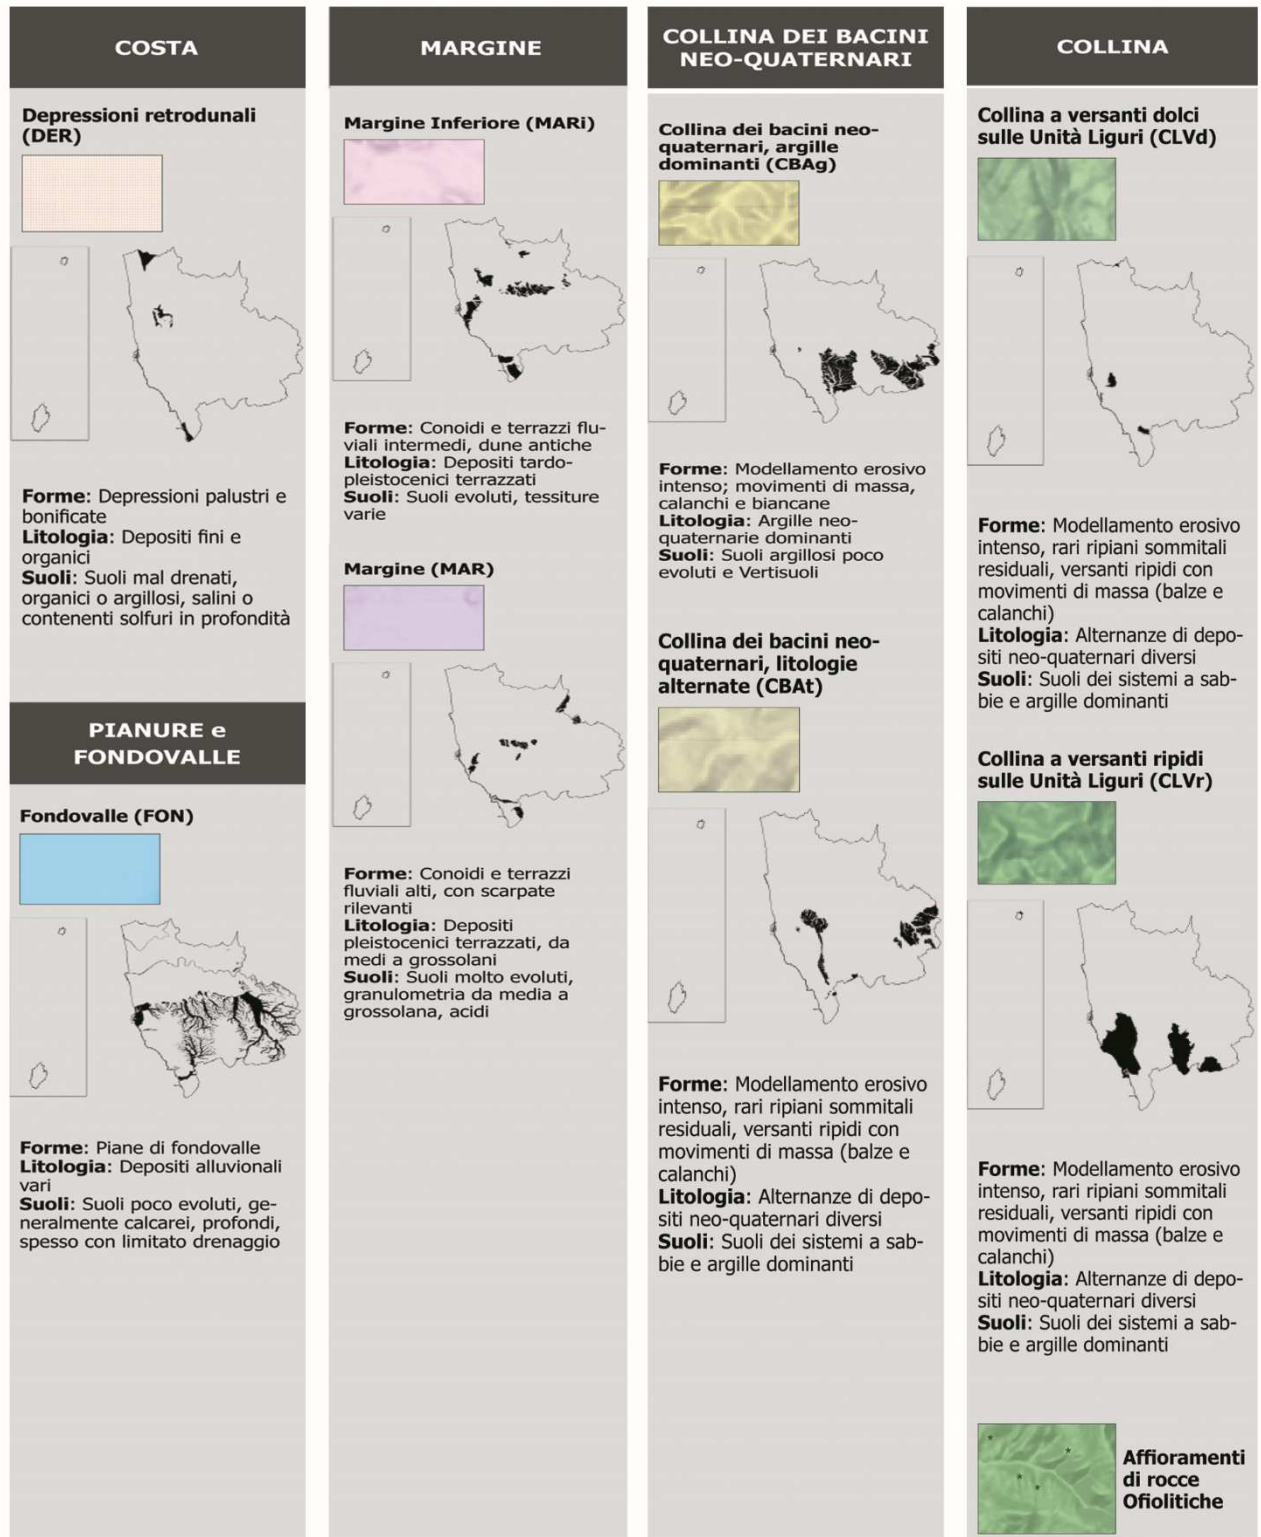 COSTA
Depressioni retrodunali
(DER)
Forme: Depressioni palustri e
bonificate
Litologia: Depositi fini e
organici
Suoli: Suoli mal drenati,
organici o argillosi, salini o
contenenti solfuri in profondità
PIANURE e
FONDOVALLE
Fondovalle (FON)
Forme: Piane di fondovalle
Litologia: Depositi alluvionali
vari
Suoli: Suoli poco evoluti, ge-
neralmente calcarei, profondi,
spesso con limitato drenaggio
MARGINE
Margine Inferiore (MARi)
Forme: Conoidi e terrazzi flu-
viali intermedi, dune antiche
Litologia: Depositi tardo-
pleistocenici terrazzati
Suoli: Suoli evoluti, tessiture
varie
Margine (MAR)
Forme: Conoidi e terrazzi
fluviali alti, con scarpate
rilevanti
Litologia: Depositi
pleistocenici terrazzati, da
medi a grossolani
Suoli: Suoli molto evoluti,
granulometria da media a
grossolana, acidi
COLLINA DEI BACINI
NEO-QUATERNARI
Collina dei bacini neo-
quaternari, argille
dominanti (CBAg)
Forme: Modellamento erosivo
intenso; movimenti di massa,
calanchi e biancane
Litologia: Argille neo-
quaternarie dominanti
Suoli: Suoli argillosi poco
evoluti e Vertisuoli
Collina dei bacini neo-
quaternari, litologie
alternate (CBAt)
Forme: Modellamento erosivo
intenso, rari ripiani sommitali
residuali, versanti ripidi con
movimenti di massa (balze e
calanchi)
Litologia: Alternanze di depo-
siti neo-quaternari diversi
Suoli: Suoli dei sistemi a sab-
bie e argille dominanti
COLLINA
Collina a versanti dolci
sulle Unità Liguri (CLVd)
Forme: Modellamento erosivo
intenso, rari ripiani sommitali
residuali, versanti ripidi con
movimenti di massa (balze e
calanchi)
Litologia: Alternanze di depo-
siti neo-quaternari diversi
Suoli: Suoli dei sistemi a sab-
bie e argille dominanti
Collina a versanti ripidi
sulle Unità Liguri (CLVr)
Forme: Modellamento erosivo
intenso, rari ripiani sommitali
residuali, versanti ripidi con
movimenti di massa (balze e
calanchi)
Litologia: Alternanze di depo-
siti neo-quaternari diversi
Suoli: Suoli dei sistemi a sab-
bie e argille dominanti
Affioramenti
di rocce
Ofiolitiche